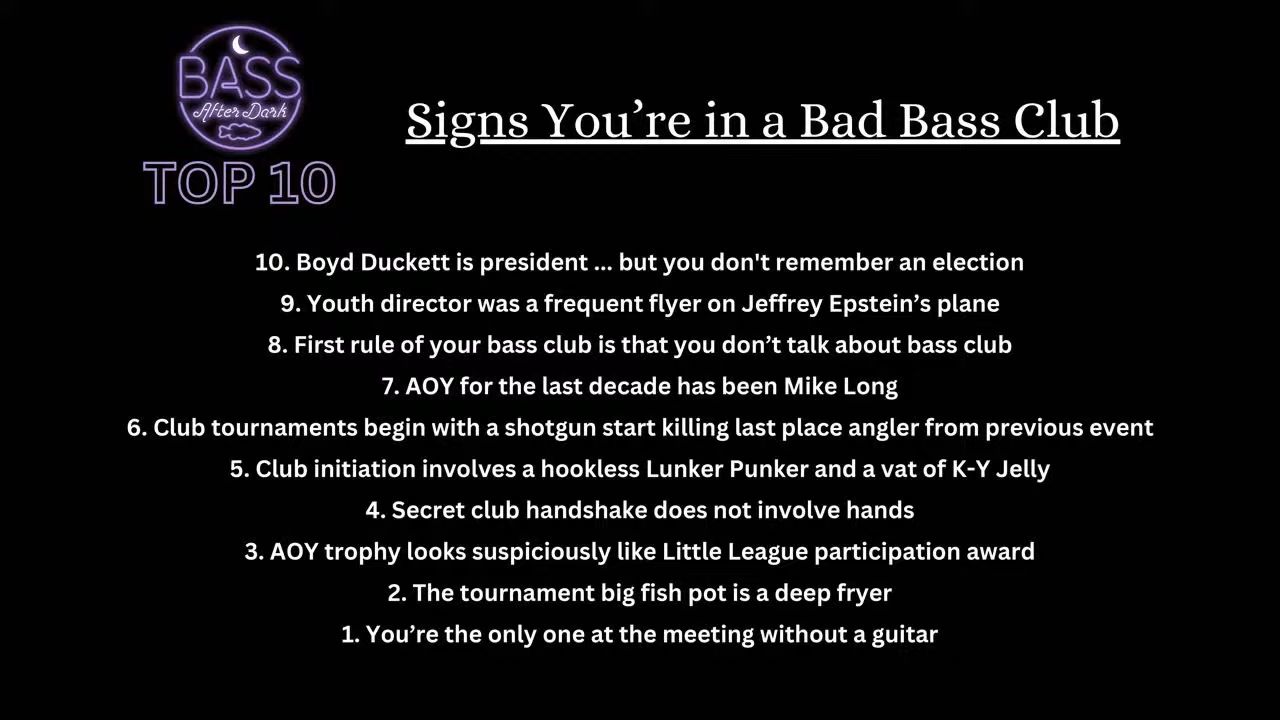 BASS
After Dark
TOP 10
Signs You’re in a Bad Bass Club
10. Boyd Duckett is president ... but you don't remember an election
9. Youth director was a frequent flyer on Jeffrey Epstein’s plane
8. First rule of your bass club is that you don’t talk about bass club
7. AOY for the last decade has been Mike Long
6. Club tournaments begin with a shotgun start killing last place angler from previous event
5. Club initiation involves a hookless Lunker Punker and a vat of K-Y Jelly
4. Secret club handshake does not involve hands
3. AOY trophy looks suspiciously like Little League participation award
2. The tournament big fish pot is a deep fryer
1. You’re the only one at the meeting without a guitar